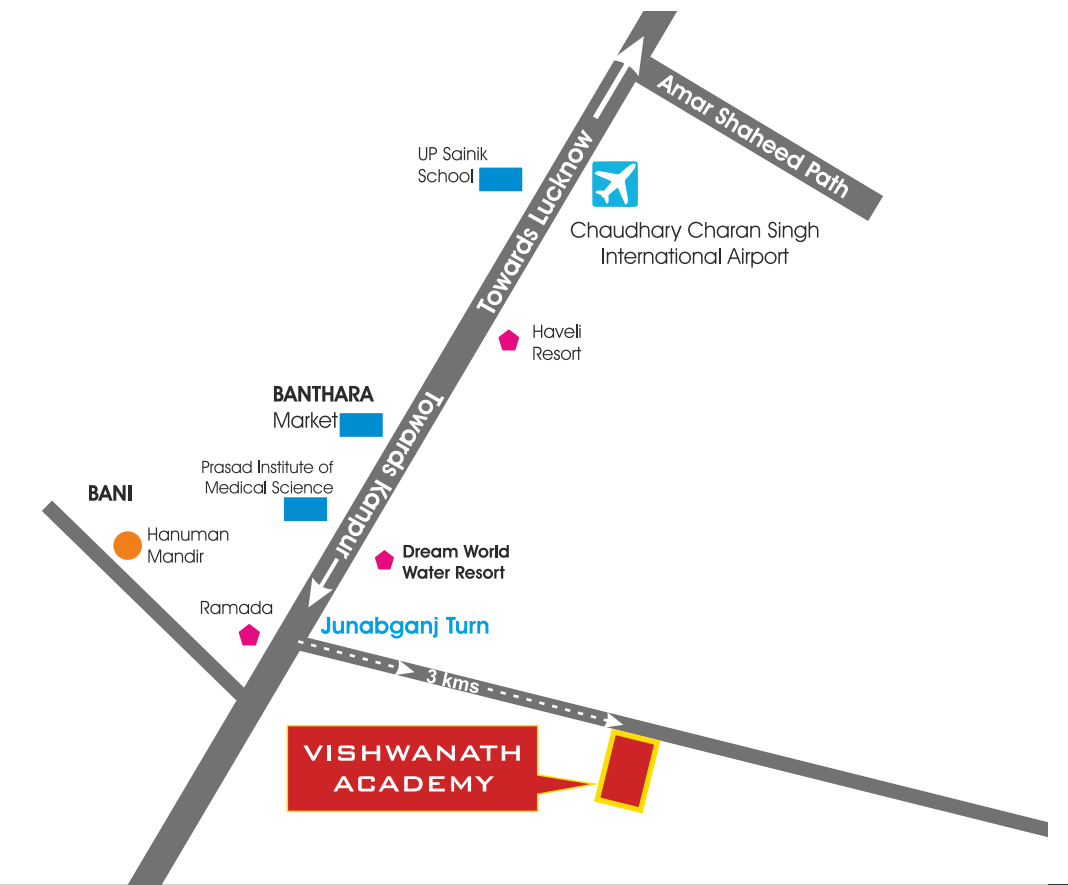 Amar Shaheed Path
UP Sainik
School
Towards Lucknow
Chaudhary Charan Singh
International Airport
Haveli
Resort
BANTHARA
Market
Towards Kanpur
Prasad Institute of
Medical Science
BANI
Hanuman
Mandir
Dream World
Water Resort
Ramada
Junabganj Turn
3 kms
VISHWANATH
ACADEMY